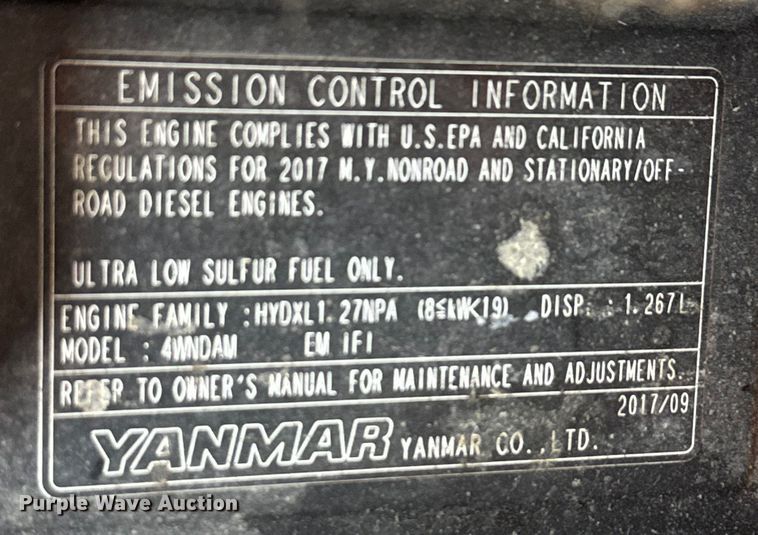 EMISSION CONTROL INFORMATION
THIS ENGINE COMPLIES WITH U.S.EPA AND CALIFORNIA
REGULATIONS FOR 2017 M.Y.NONROAD AND STATIONARY/OFF-
ROAD DIESEL ENGINES.
ULTRA LOW SULFUR FUEL ONLY.
ENGINE FAMILY :HYDXL1.27NPA (8≤kW<19) DISP. : 1.267L
MODEL : 4WNDAM EM IFI
REFER TO OWNER'S MANUAL FOR MAINTENANCE AND ADJUSTMENTS.
2017/09
YANMAR YANMAR CO.,LTD.
Purple Wave Auction